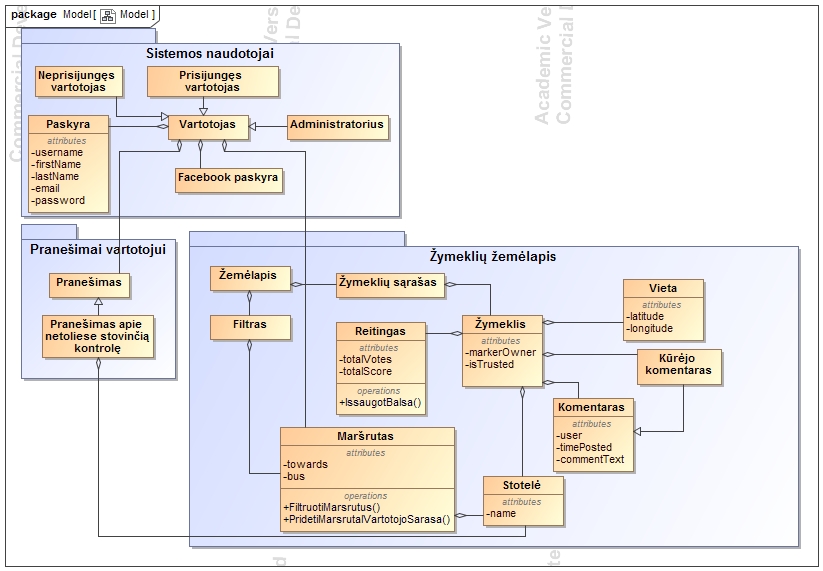 package Model [ Model ]
Sistemos naudotojai
Neprisijungęs
vartotojas
Prisijungęs
vartotojas
Paskyra
attributes
-username
-firstName
-lastName
-email
-password
Vartotojas
Administratorius
Facebook paskyra
Pranešimai vartotojui
Pranešimas
Pranešimas apie
netoliese stovinčią
kontrolę
Žymeklių žemėlapis
Žemėlapis
Žymeklių sąrašas
Filtras
Reitingas
attributes
-totalVotes
-totalScore
operations
+IssaugotBalsa()
Žymeklis
attributes
-markerOwner
-isTrusted
Vieta
attributes
-latitude
-longitude
Kūrėjo
komentaras
Komentaras
attributes
-user
-timePosted
-commentText
Maršrutas
attributes
-towards
-bus
operations
+FiltruotiMarsrutus()
+PridetiMarsrutaIVartotojoSarasa()
Stotelė
attributes
-name
Academic Ver
Commercial De